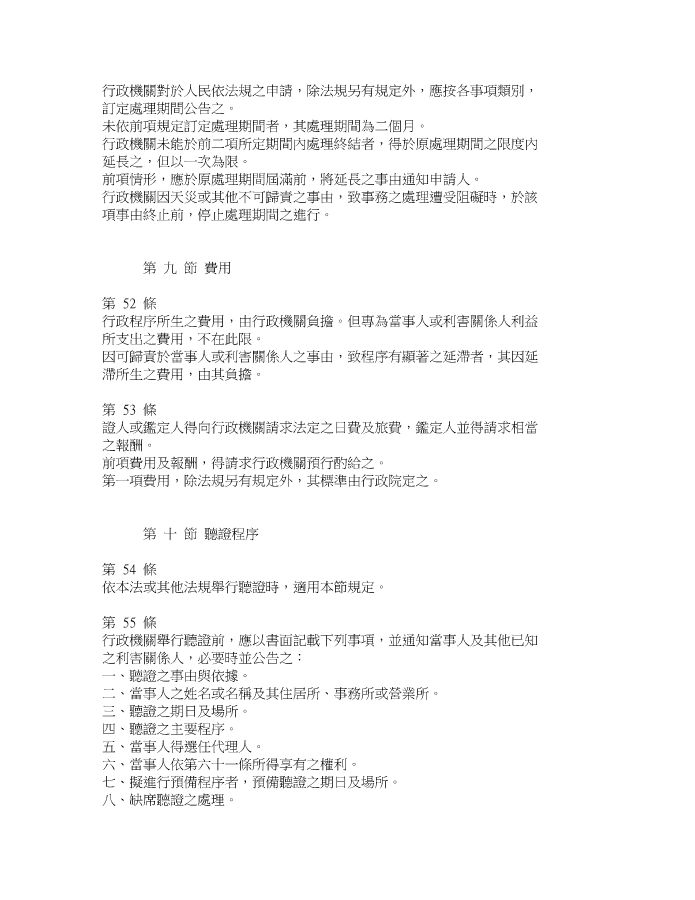 行政機關對於人民依法規之申請，除法規另有規定外，應按各事項類別，
訂定處理期間公告之。
未依前項規定訂定處理期間者，其處理期間為二個月。
行政機關未能於前二項所定期間內處理終結者，得於原處理期間之限度內
延長之，但以一次為限。
前項情形，應於原處理期間屆滿前，將延長之事由通知申請人。
行政機關因天災或其他不可歸責之事由，致事務之處理遭受阻礙時，於該
項事由終止前，停止處理期間之進行。
第 九 節 費用
第 52 條
行政程序所生之費用，由行政機關負擔。但專為當事人或利害關係人利益
所支出之費用，不在此限。
因可歸責於當事人或利害關係人之事由，致程序有顯著之延滯者，其因延
滯所生之費用，由其負擔。
第 53 條
證人或鑑定人得向行政機關請求法定之日費及旅費，鑑定人並得請求相當
之報酬。
前項費用及報酬，得請求行政機關預行酌給之。
第一項費用，除法規另有規定外，其標準由行政院定之。
第 十 節 聽證程序
第 54 條
依本法或其他法規舉行聽證時，適用本節規定。
第 55 條
行政機關舉行聽證前，應以書面記載下列事項，並通知當事人及其他已知
之利害關係人，必要時並公告之：
一、聽證之事由與依據。
二、當事人之姓名或名稱及其住居所、事務所或營業所。
三、聽證之期日及場所。
四、聽證之主要程序。
五、當事人得選任代理人。
六、當事人依第六十一條所得享有之權利。
七、擬進行預備程序者，預備聽證之期日及場所。
八、缺席聽證之處理。